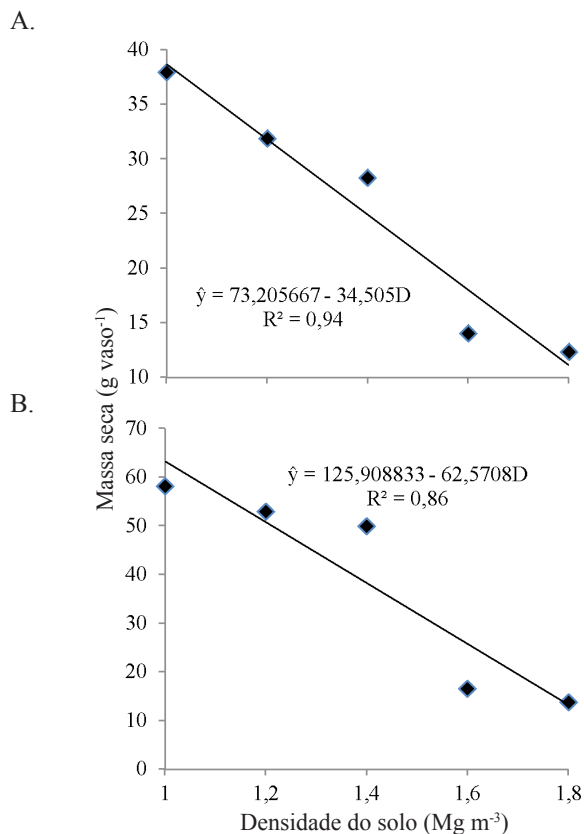 A.
40
35
30
25
20
15
10
ŷ = 73,205667 - 34,505D
R² = 0,94
Massa seca (g vaso⁻¹)
B.
70
60
50
40
30
20
10
0
ŷ = 125,908833 - 62,5708D
R² = 0,86
1 1,2 1,4 1,6 1,8
Densidade do solo (Mg m⁻³)